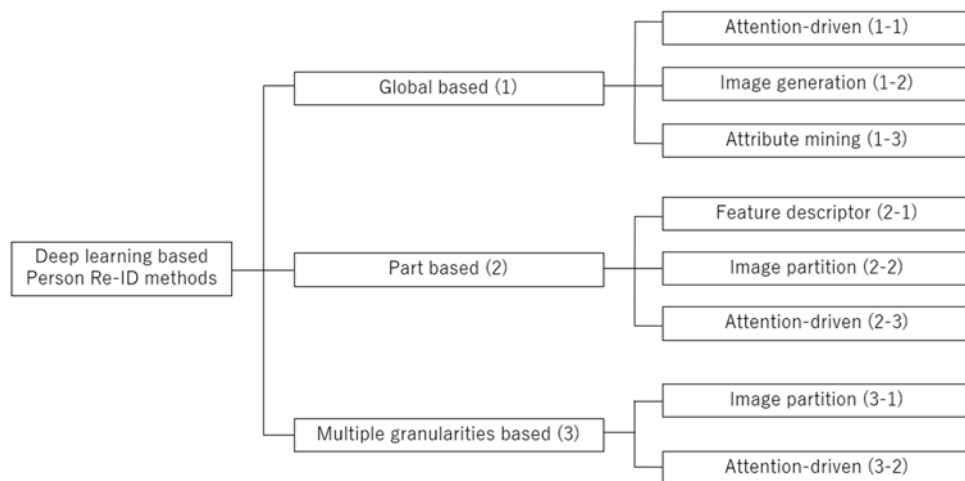 Deep learning based
Person Re-ID methods
Global based (1)
Attention-driven (1-1)
Image generation (1-2)
Attribute mining (1-3)
Part based (2)
Feature descriptor (2-1)
Image partition (2-2)
Attention-driven (2-3)
Multiple granularities based (3)
Image partition (3-1)
Attention-driven (3-2)